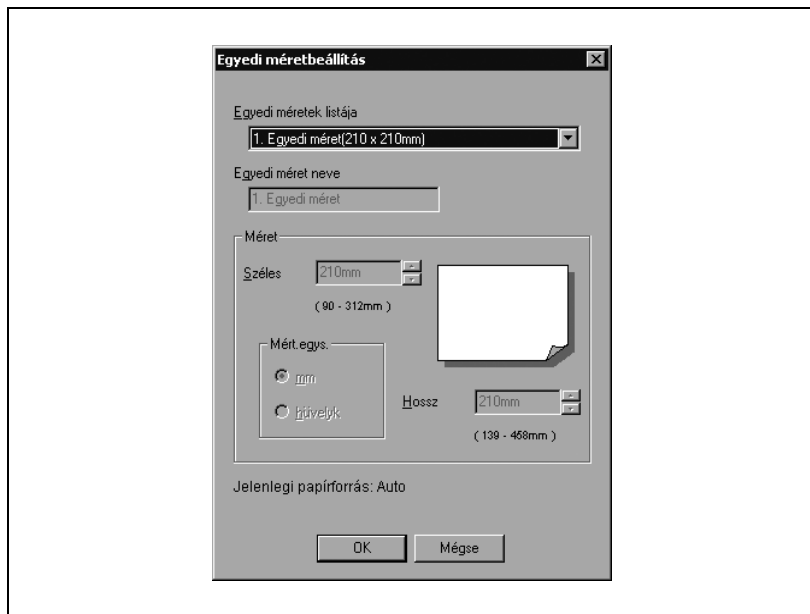 Egyedi méretbeállítás
Egyedi méretek listája
1. Egyedi méret(210 x 210mm)
Egyedi méret neve
1. Egyedi méret
Méret
Széles
210mm
( 90 - 312mm )
Mért.egys.
mm
hüvelyk
Hossz
210mm
( 139 - 458mm )
Jelenlegi papírforrás: Auto
OK
Mégse